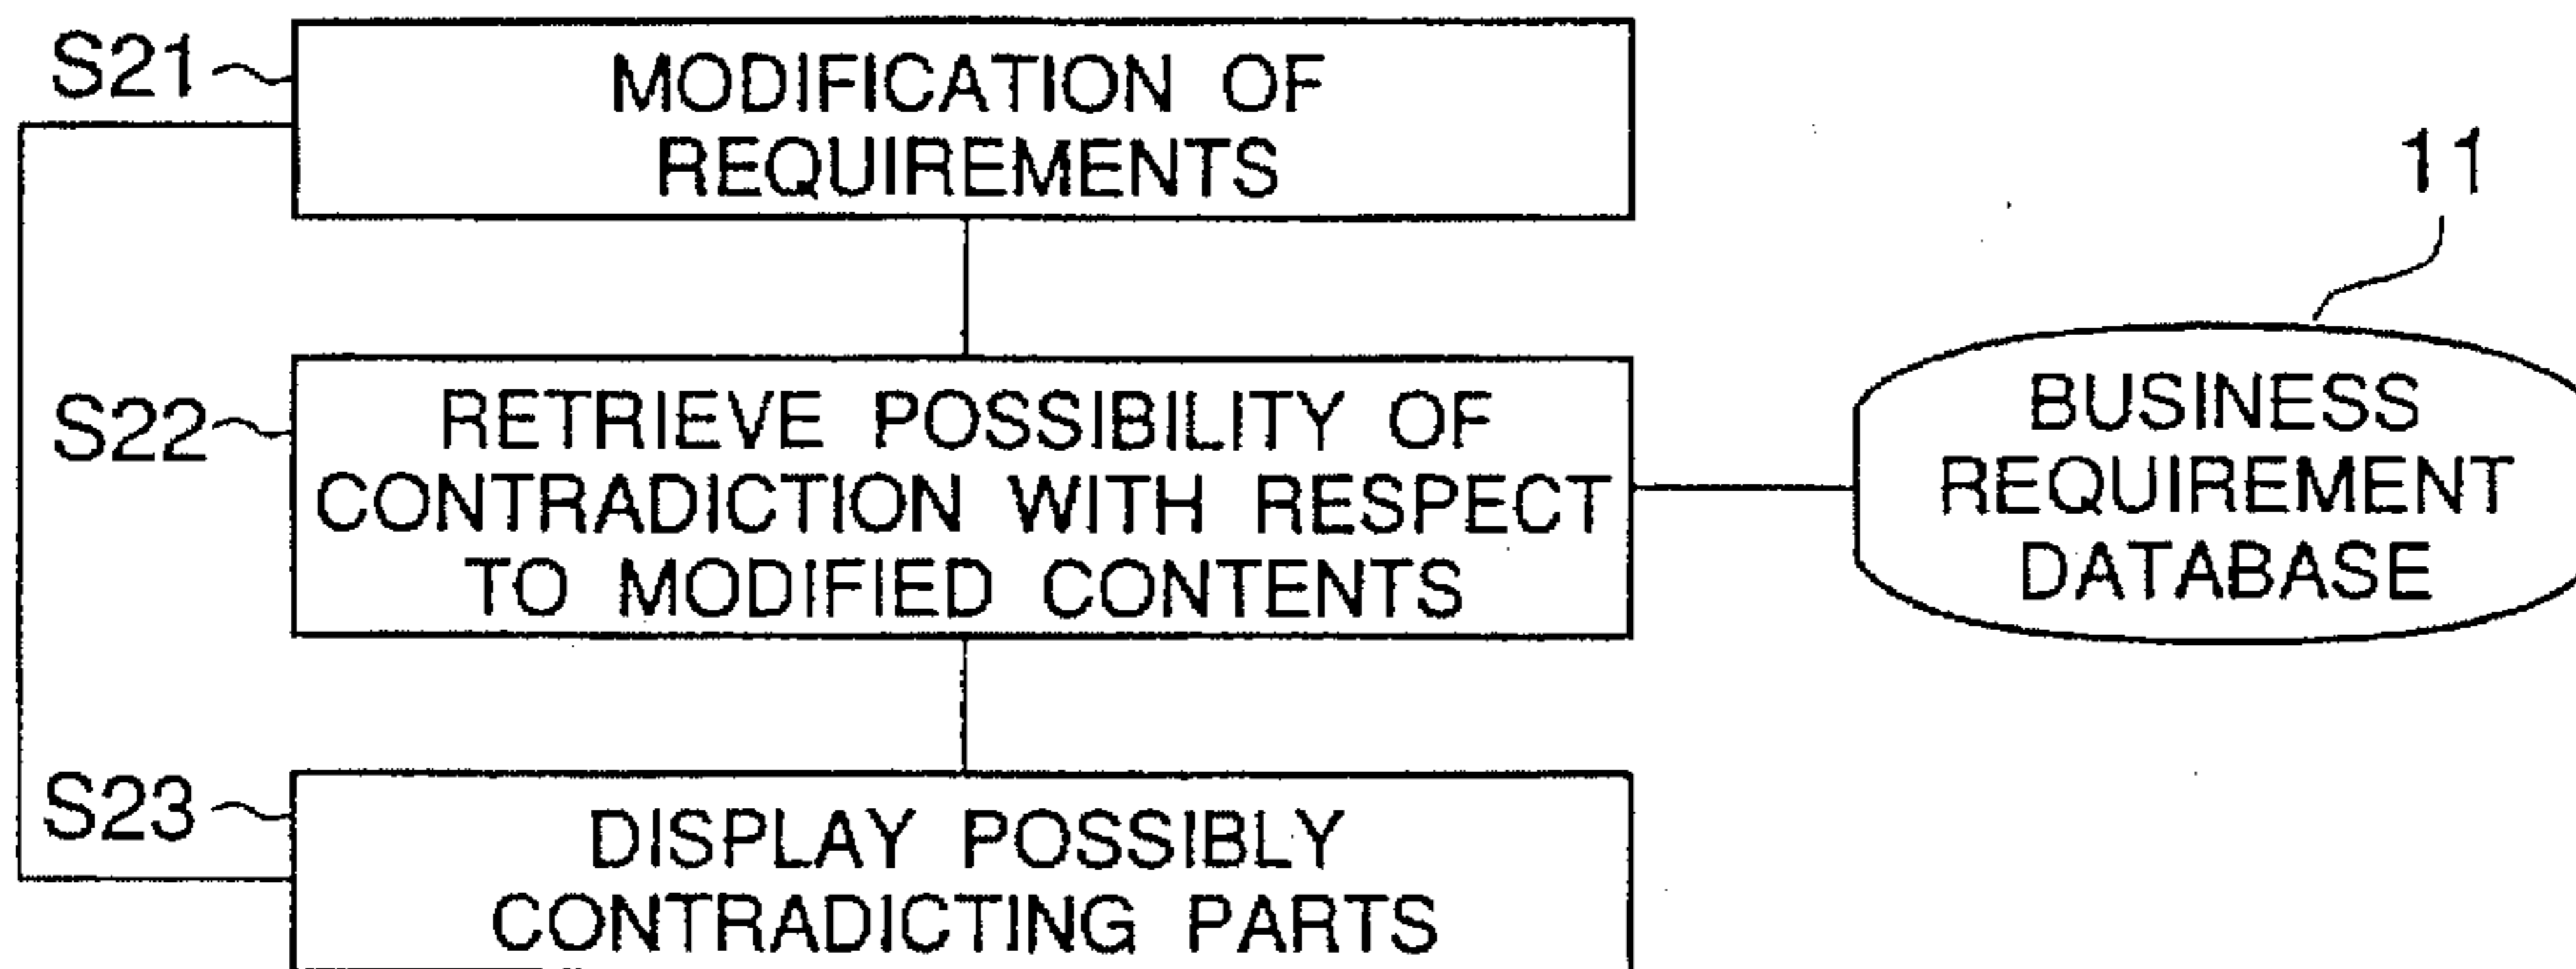 S21
MODIFICATION OF
REQUIREMENTS
11
S22
RETRIEVE POSSIBILITY OF
CONTRADICTION WITH RESPECT
TO MODIFIED CONTENTS
BUSINESS
REQUIREMENT
DATABASE
S23
DISPLAY POSSIBLY
CONTRADICTING PARTS